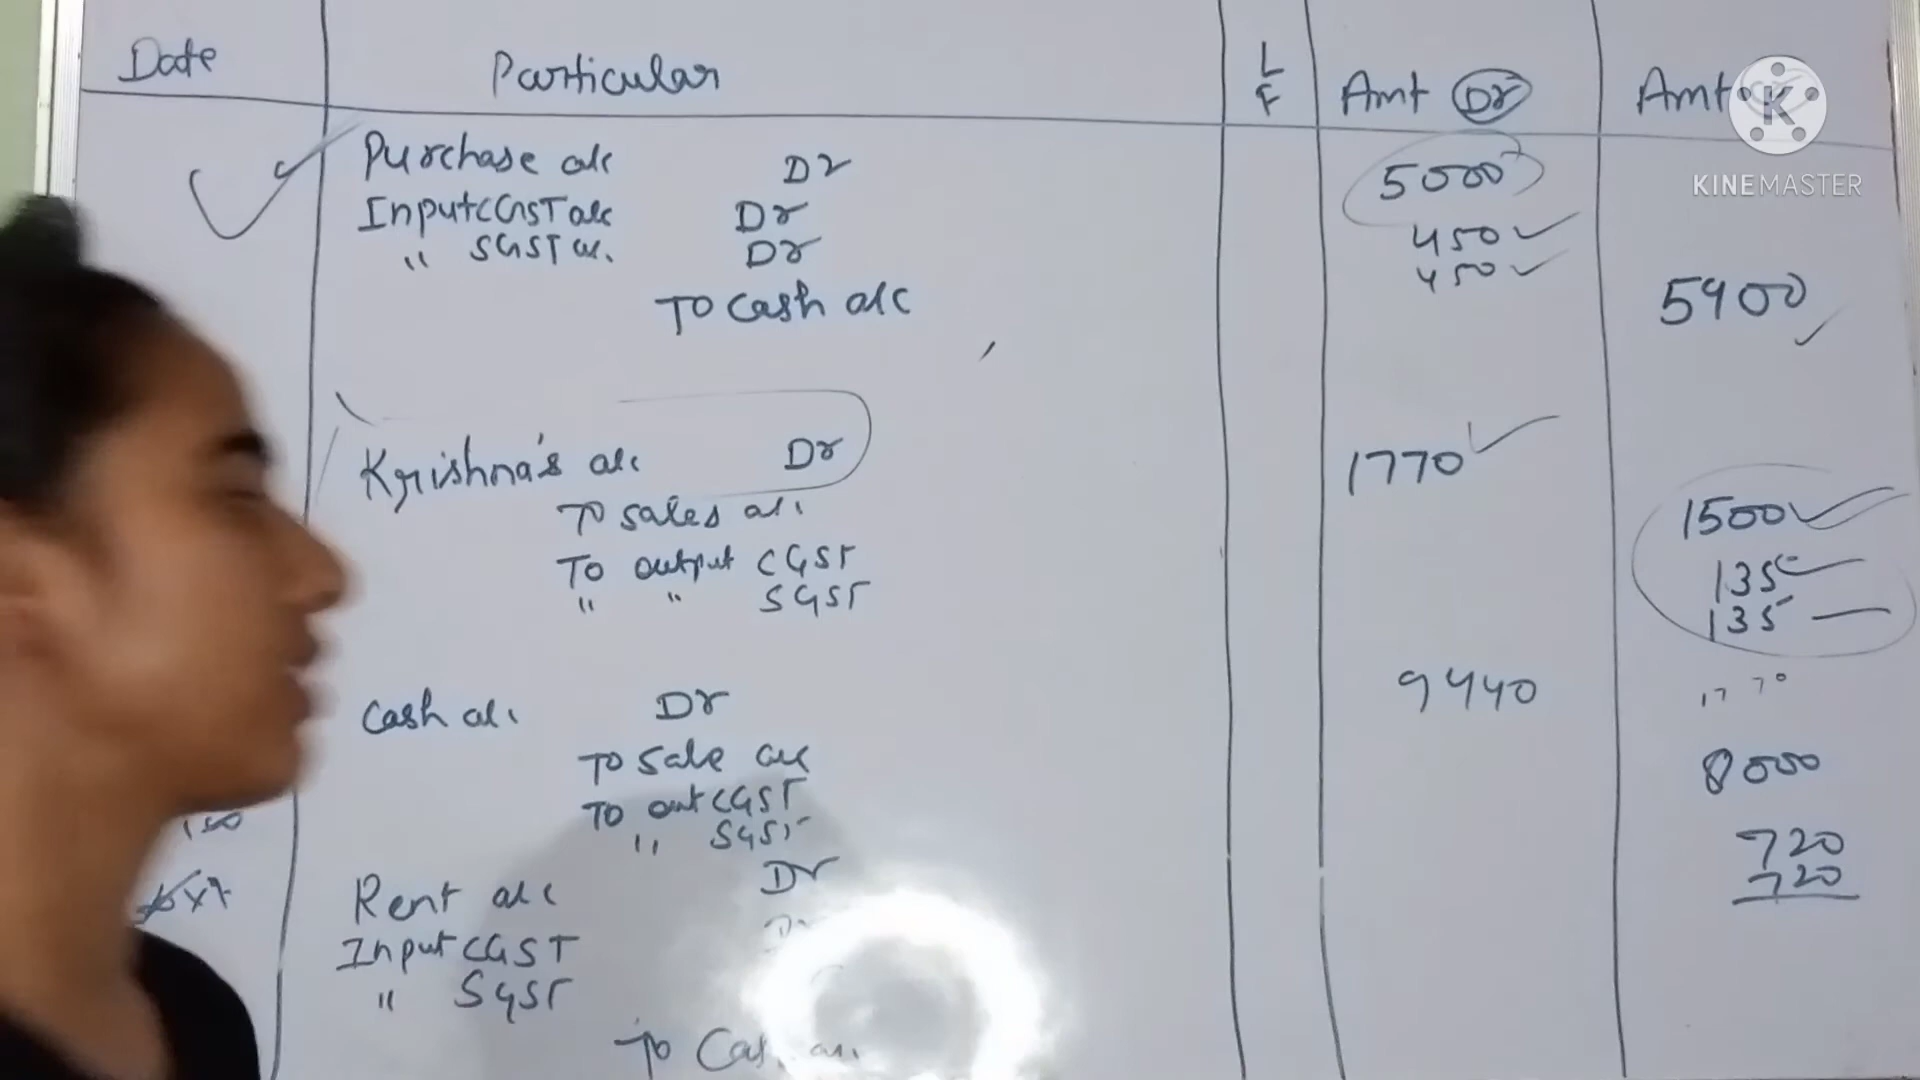 Date Particular L F Amt Dr Amt
KINEMASTER
Purchase a/c Dr 5000
Input CGST a/c Dr 450
" SGST a/c. Dr 450
To Cash a/c 5900
Krishna's a/c Dr 1770
To sales a/c 1500
To output CGST 135
" " SGST 135
1770
Cash a/c Dr 9440
To Sale a/c 8000
To out CGST 720
" SGST 720
Rent a/c Dr
Input CGST
" SGST
To